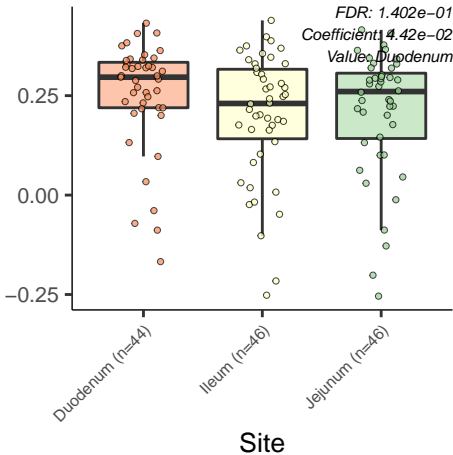 FDR: 1.402e−01
Coefficient: 4.42e−02
Value: Duodenum
0.25
0.00
−0.25
Duodenum (n=44)
Ileum (n=46)
Jejunum (n=46)
Site